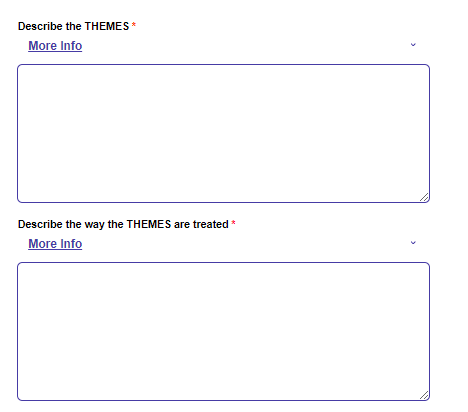 Describe the THEMES *
More Info
Describe the way the THEMES are treated *
More Info